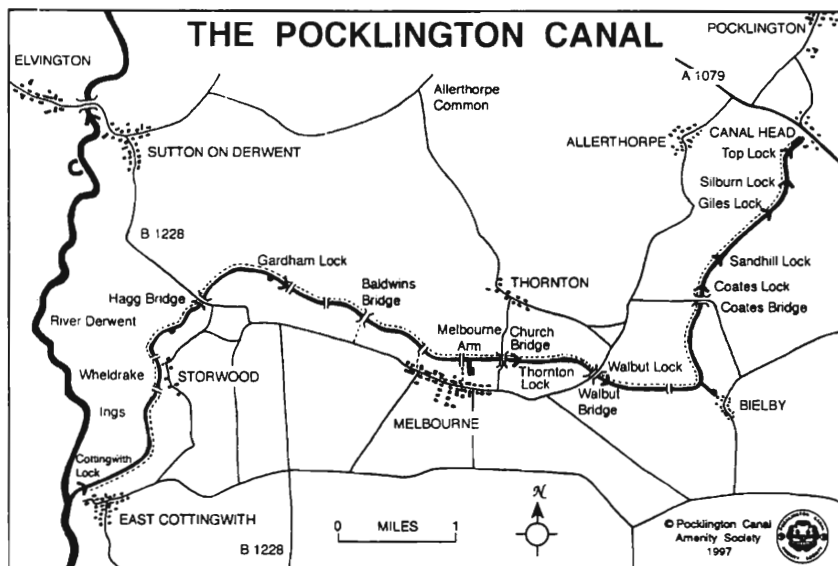 THE POCKLINGTON CANAL
POCKLINGTON
ELVINGTON
A 1079
Allerthorpe
Common
ALLERTHORPE
CANAL HEAD
Top Lock
SUTTON ON DERWENT
Silburn Lock
Giles Lock
B 1228
Gardham Lock
Sandhill Lock
Baldwins
Bridge
THORNTON
Coates Lock
Hagg Bridge
Coates Bridge
River Derwent
Melbourne
Arm
Church
Bridge
Wheldrake
STORWOOD
Thornton
Lock
Walbut Lock
Walbut
Bridge
BIELBY
Ings
MELBOURNE
Cottingwith
Lock
EAST COTTINGWITH
N
0 MILES 1
© Pocklington Canal
Amenity Society
1997
B 1228